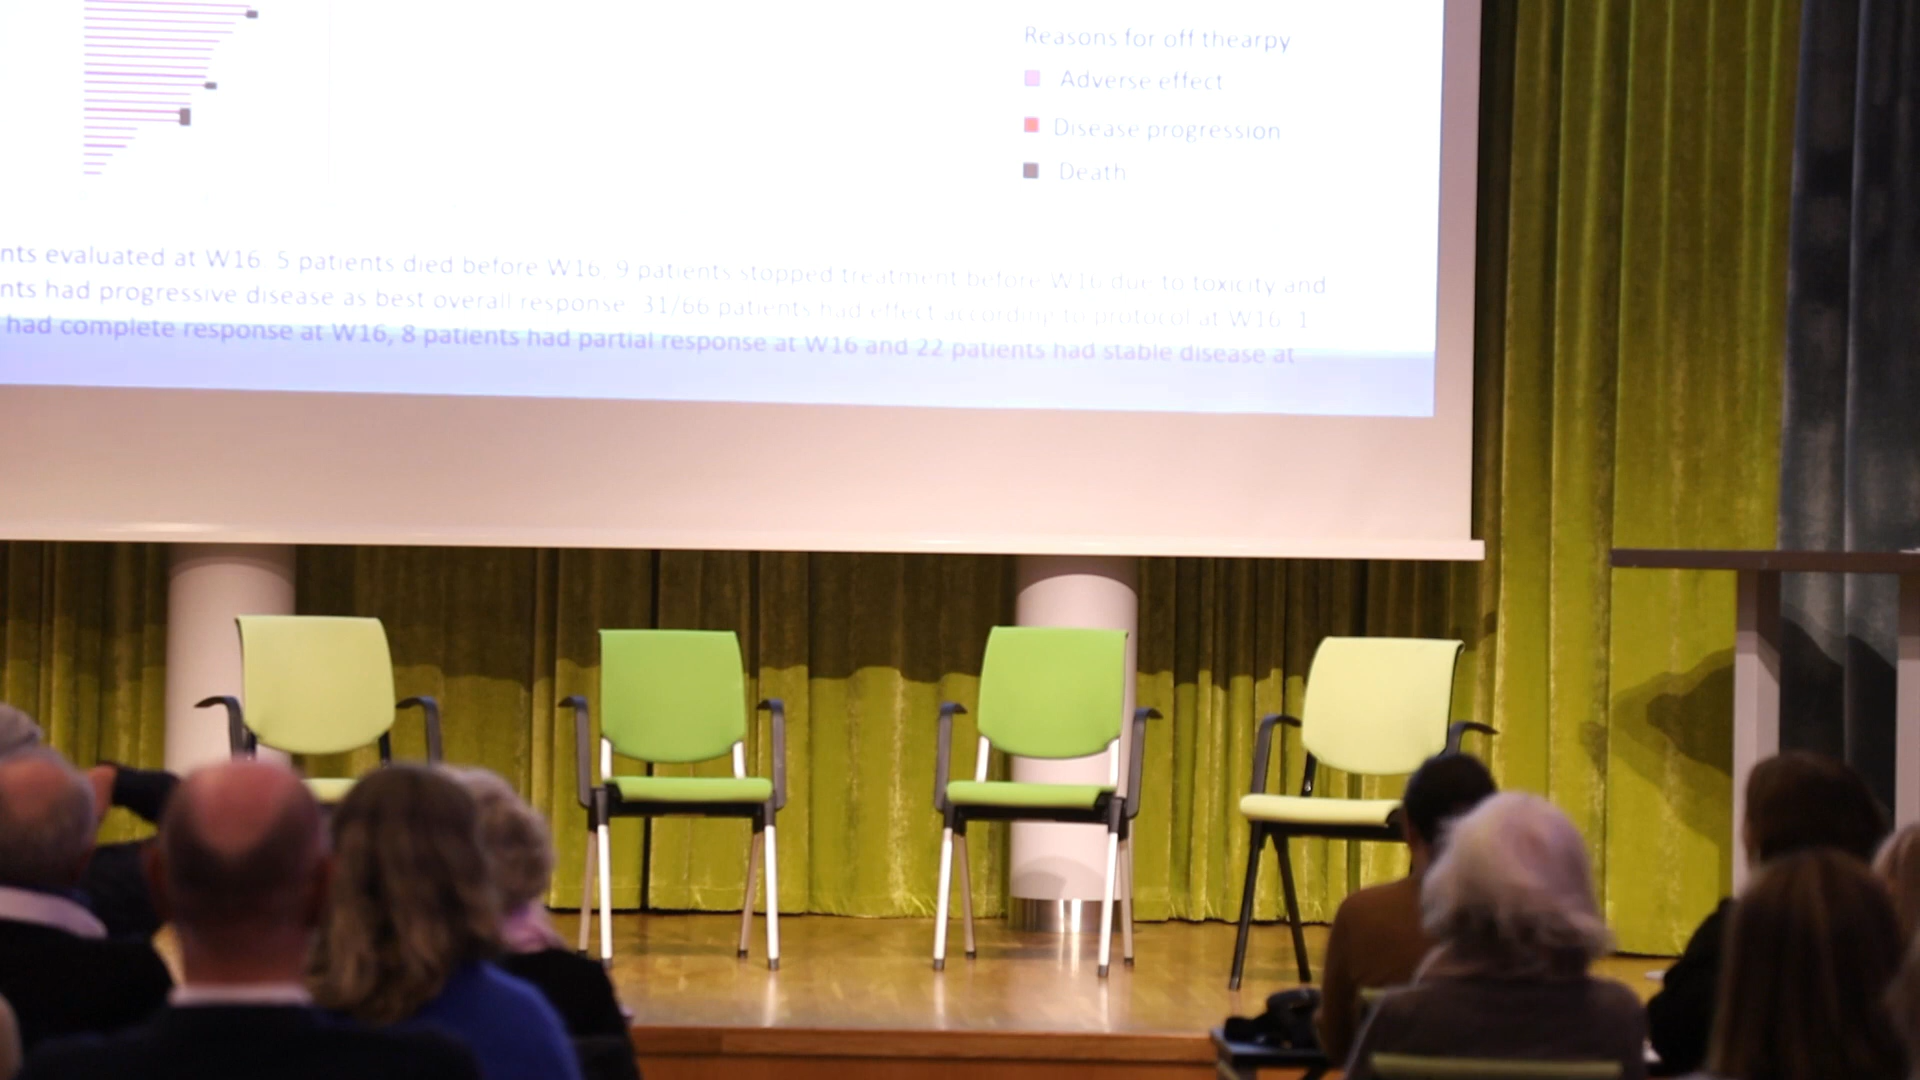 Reasons for off thearpy
Adverse effect
Disease progression
Death
nts evaluated at W16. 5 patients died before W16. 9 patients stopped treatment before W16 due to toxicity and
nts had progressive disease as best overall response. 31/66 patients had effect according to protocol at W16. 1
had complete response at W16, 8 patients had partial response at W16 and 22 patients had stable disease at